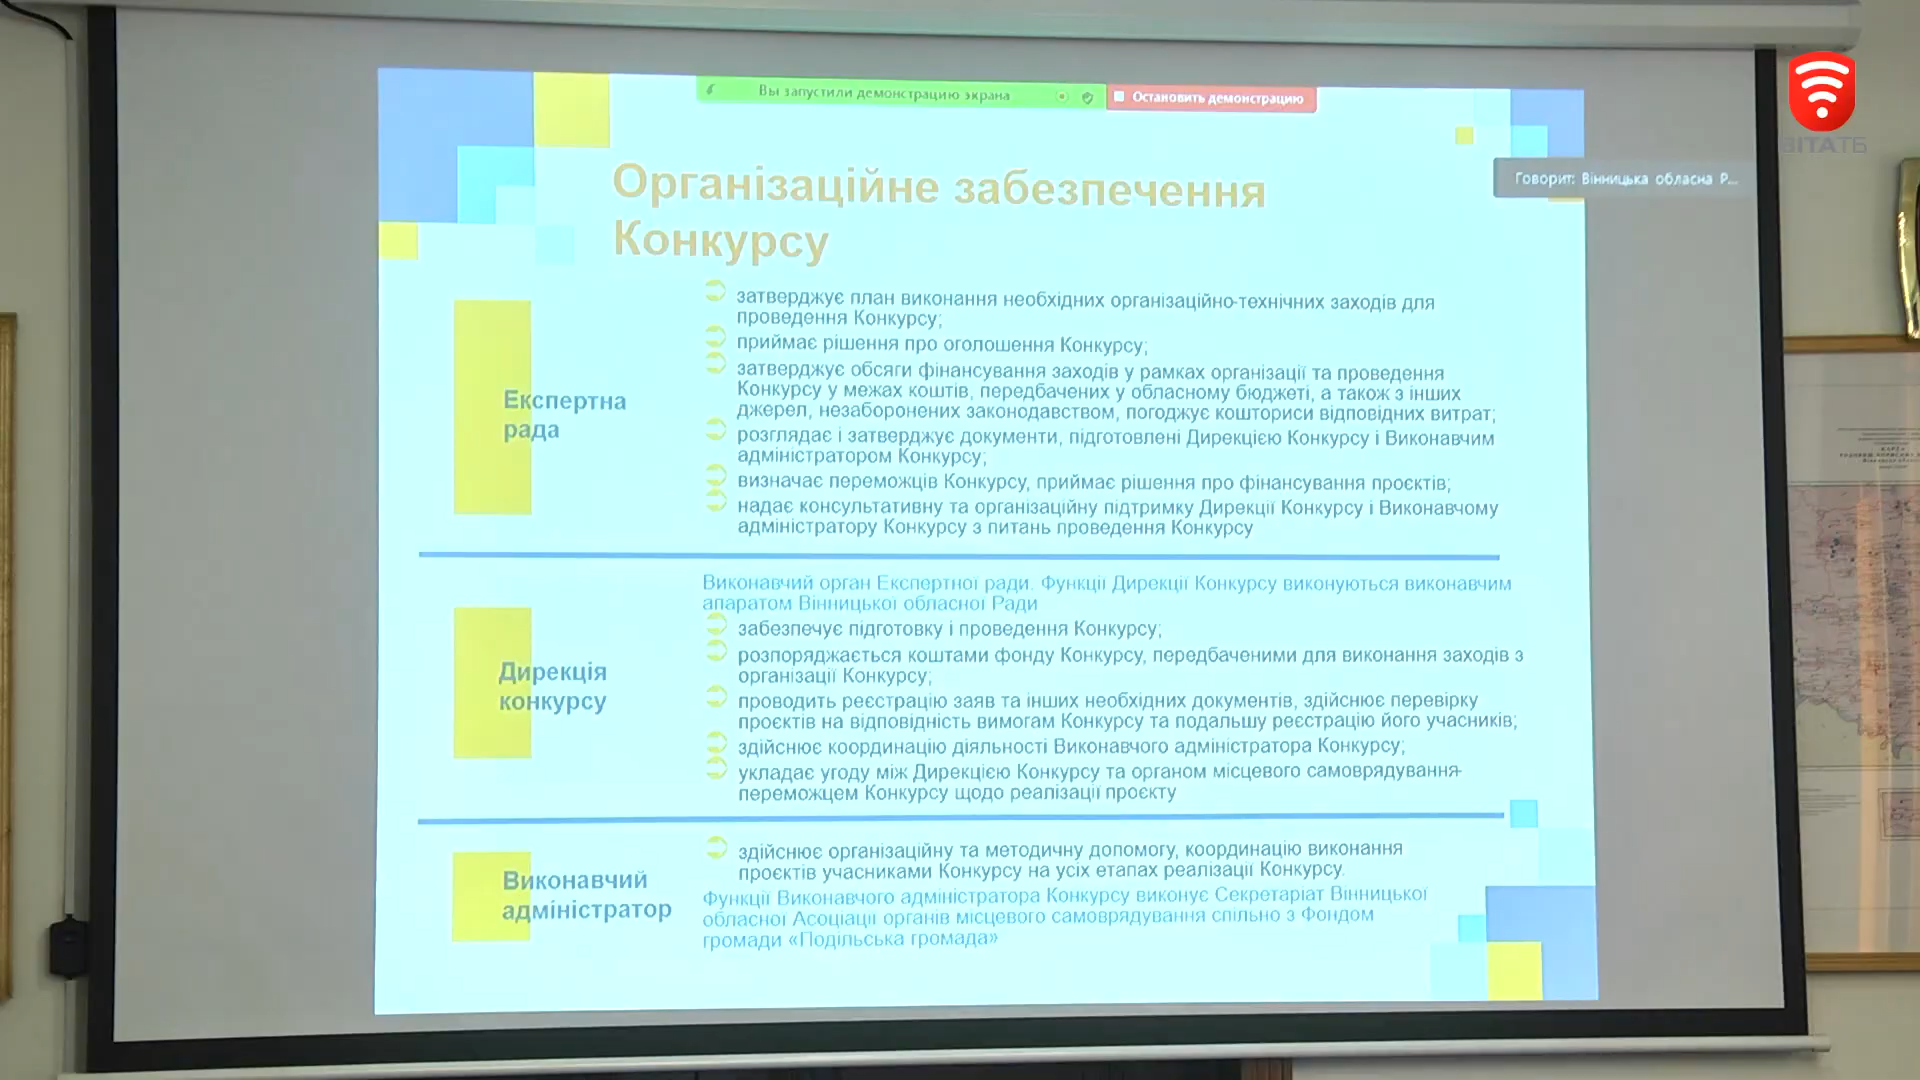 Вы запустили демонстрацию экрана
Остановить демонстрацию
ВІТАТБ
Говорит: Вінницька обласна Р...
Організаційне забезпечення
Конкурсу
Експертна
рада
затверджує план виконання необхідних організаційно-технічних заходів для
проведення Конкурсу;
приймає рішення про оголошення Конкурсу;
затверджує обсяги фінансування заходів у рамках організації та проведення
Конкурсу у межах коштів, передбачених у обласному бюджеті, а також з інших
джерел, незаборонених законодавством, погоджує кошториси відповідних витрат;
розглядає і затверджує документи, підготовлені Дирекцією Конкурсу і Виконавчим
адміністратором Конкурсу;
визначає переможців Конкурсу, приймає рішення про фінансування проєктів;
надає консультативну та організаційну підтримку Дирекції Конкурсу і Виконавчому
адміністратору Конкурсу з питань проведення Конкурсу
Дирекція
конкурсу
Виконавчий орган Експертної ради. Функції Дирекції Конкурсу виконуються виконавчим
апаратом Вінницької обласної Ради
забезпечує підготовку і проведення Конкурсу;
розпоряджається коштами фонду Конкурсу, передбаченими для виконання заходів з
організації Конкурсу;
проводить реєстрацію заяв та інших необхідних документів, здійснює перевірку
проєктів на відповідність вимогам Конкурсу та подальшу реєстрацію його учасників;
здійснює координацію діяльності Виконавчого адміністратора Конкурсу;
укладає угоду між Дирекцією Конкурсу та органом місцевого самоврядування-
переможцем Конкурсу щодо реалізації проєкту
Виконавчий
адміністратор
здійснює організаційну та методичну допомогу, координацію виконання
проєктів учасниками Конкурсу на усіх етапах реалізації Конкурсу.
Функції Виконавчого адміністратора Конкурсу виконує Секретаріат Вінницької
обласної Асоціації органів місцевого самоврядування спільно з Фондом
громади «Подільська громада»